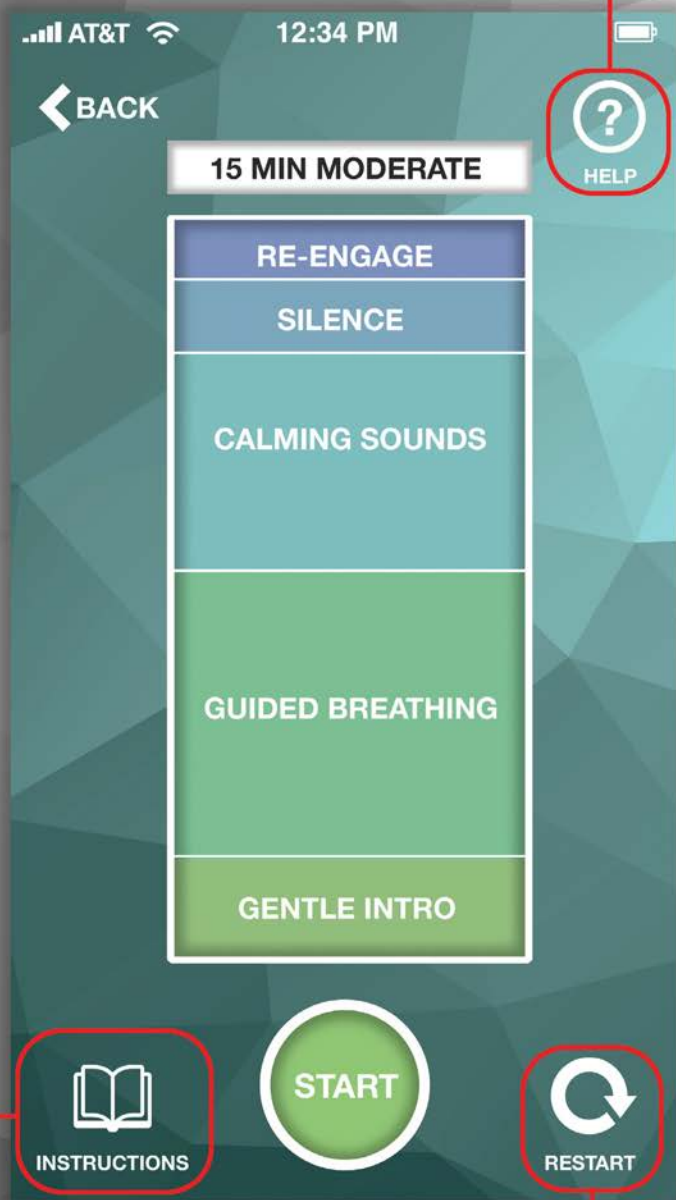 AT&T 12:34 PM
BACK
?
HELP
15 MIN MODERATE
RE-ENGAGE
SILENCE
CALMING SOUNDS
GUIDED BREATHING
GENTLE INTRO
START
INSTRUCTIONS
RESTART